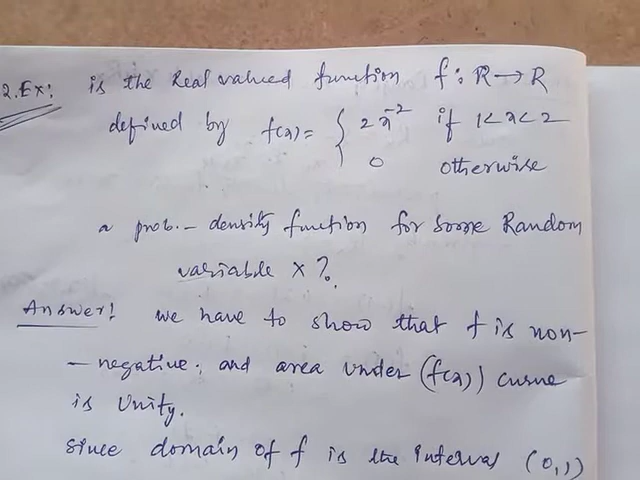 2. Ex: is the Real valued function f: R → R
defined by f(x) = { 2x⁻² if 1 < x < 2
0 otherwise
a prob. - density function for some Random
variable X ?.
Answer! we have to show that f is non-
- negative, and area under (f(x)) curve
is Unity.
Since domain of f is the interval (0,1)